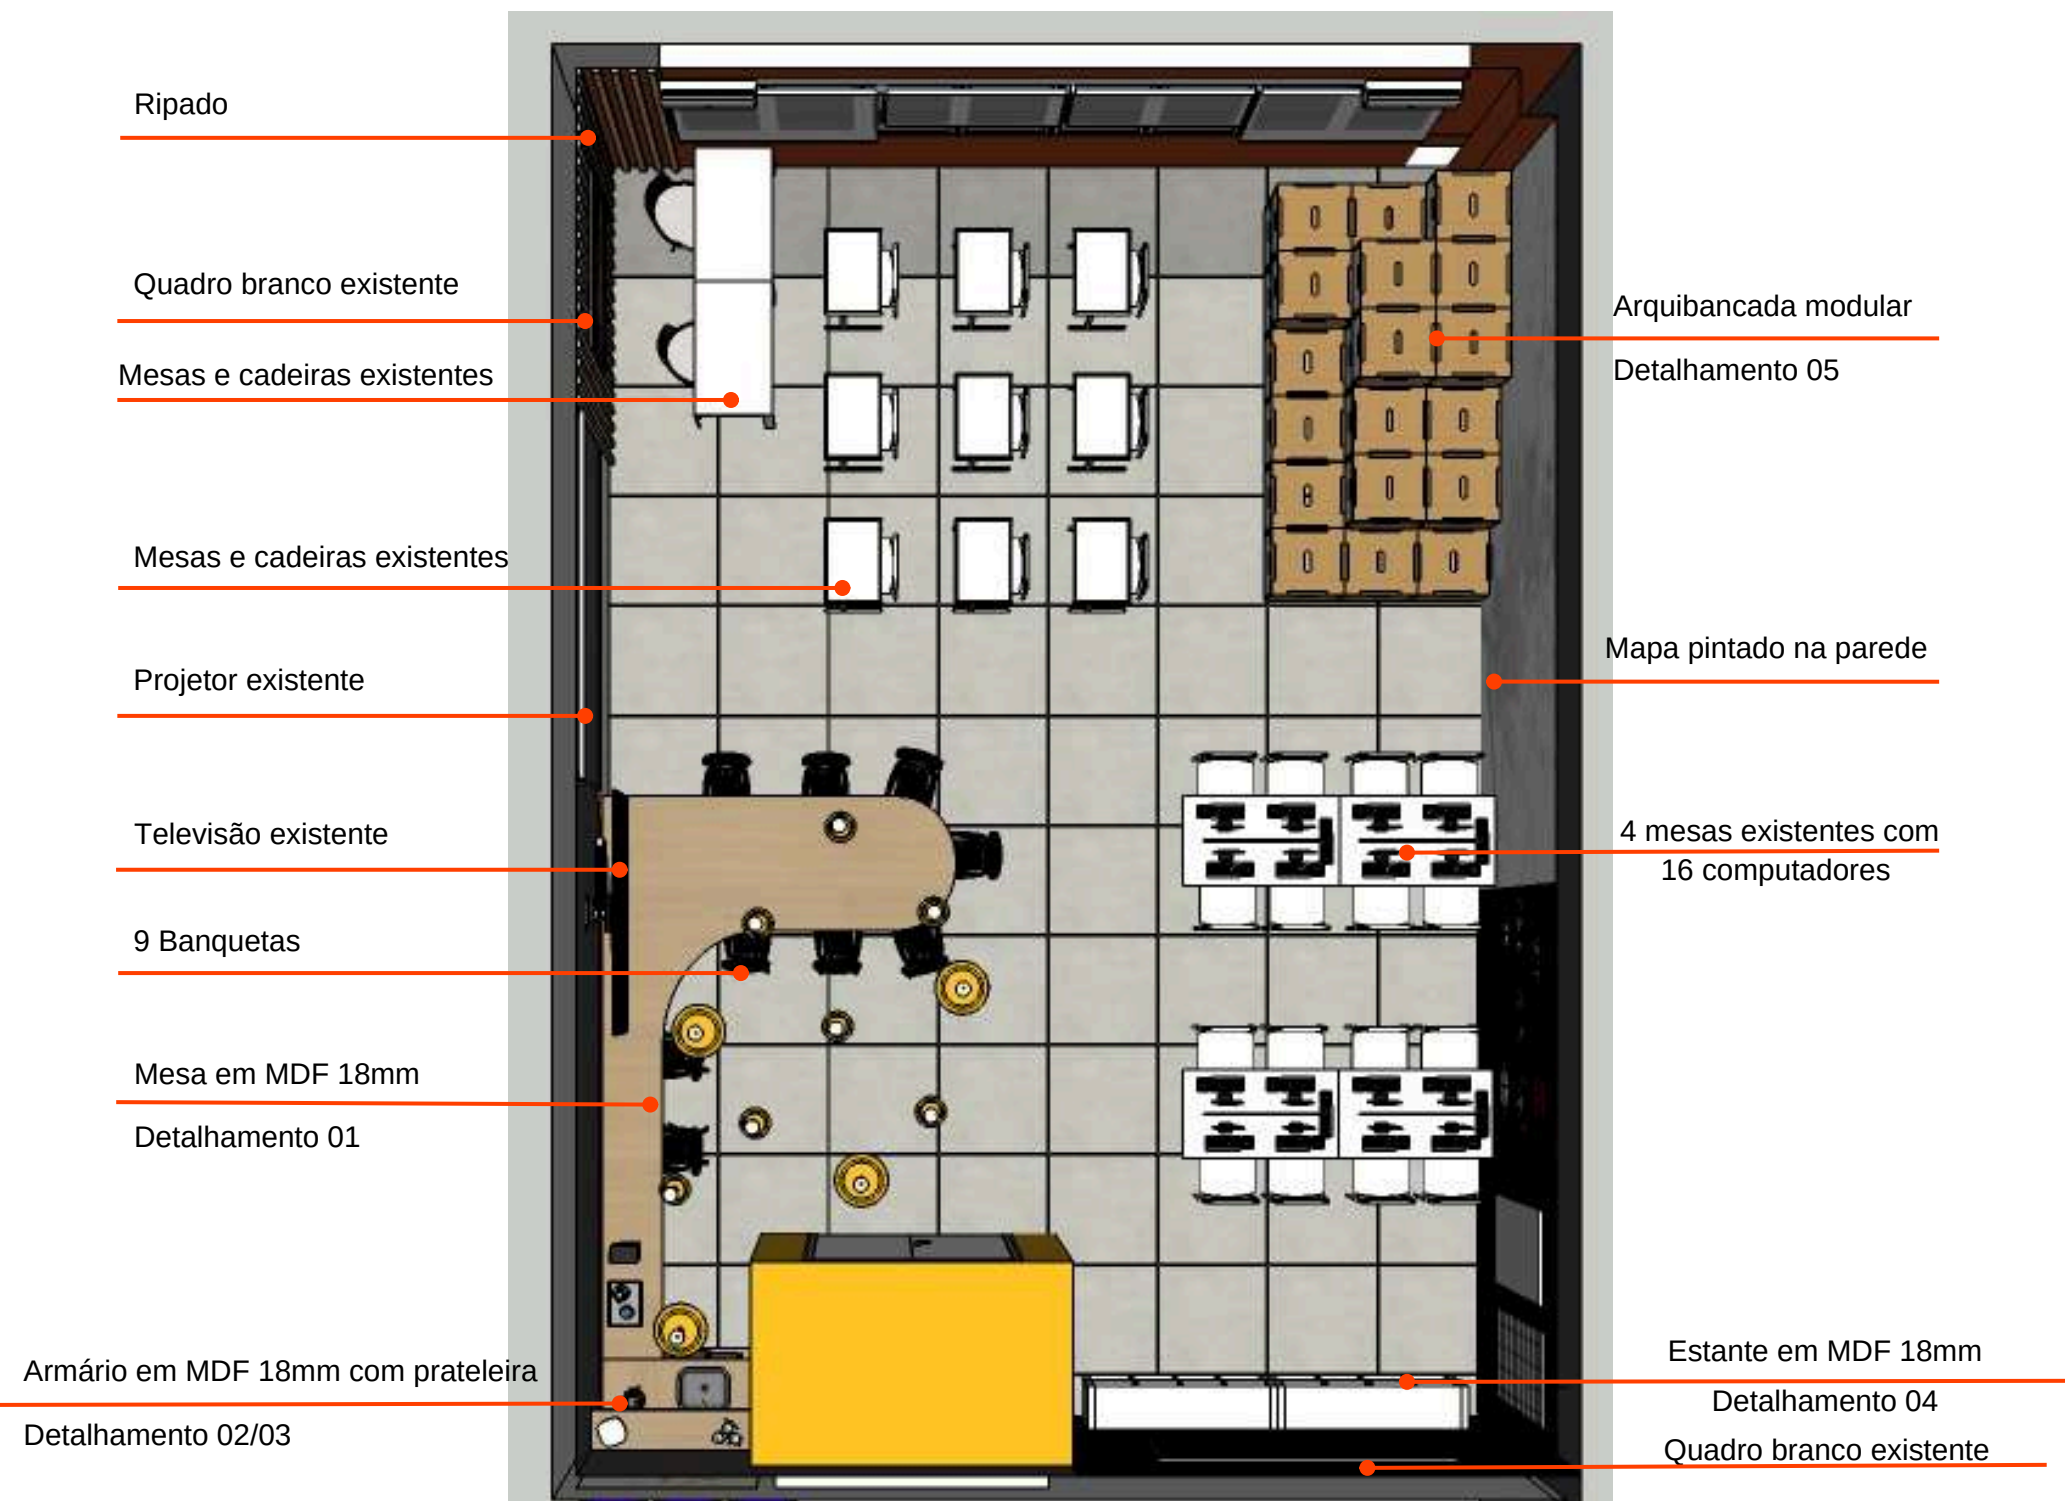 Ripado
Quadro branco existente
Mesas e cadeiras existentes
Mesas e cadeiras existentes
Projetor existente
Televisão existente
9 Banquetas
Mesa em MDF 18mm
Detalhamento 01
Armário em MDF 18mm com prateleira
Detalhamento 02/03
Arquibancada modular
Detalhamento 05
Mapa pintado na parede
4 mesas existentes com
16 computadores
Estante em MDF 18mm
Detalhamento 04
Quadro branco existente